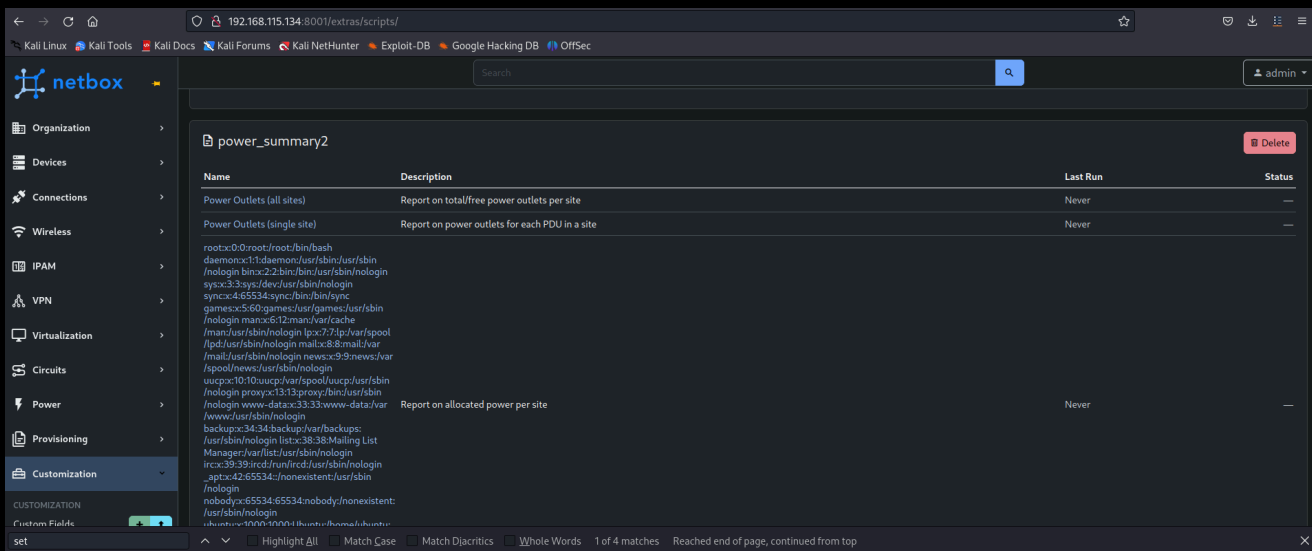 192.168.115.134:8001/extras/scripts/
Kali Linux Kali Tools Kali Docs Kali Forums Kali NetHunter Exploit-DB Google Hacking DB OffSec
netbox
Search
admin
Organization
Devices
Connections
Wireless
IPAM
VPN
Virtualization
Circuits
Power
Provisioning
Customization
CUSTOMIZATION
Custom Fields
power_summary2
Delete
Name Description Last Run Status
Power Outlets (all sites) Report on total/free power outlets per site Never —
Power Outlets (single site) Report on power outlets for each PDU in a site Never —
root:x:0:0:root:/root:/bin/bash
daemon:x:1:1:daemon:/usr/sbin:/usr/sbin
/nologin bin:x:2:2:bin:/bin:/usr/sbin/nologin
sys:x:3:3:sys:/dev:/usr/sbin/nologin
sync:x:4:65534:sync:/bin:/bin/sync
games:x:5:60:games:/usr/games:/usr/sbin
/nologin man:x:6:12:man:/var/cache
/man:/usr/sbin/nologin lp:x:7:7:lp:/var/spool
/lpd:/usr/sbin/nologin mail:x:8:8:mail:/var
/mail:/usr/sbin/nologin news:x:9:9:news:/var
/spool/news:/usr/sbin/nologin
uucp:x:10:10:uucp:/var/spool/uucp:/usr/sbin
/nologin proxy:x:13:13:proxy:/bin:/usr/sbin
/nologin www-data:x:33:33:www-data:/var
/www:/usr/sbin/nologin
backup:x:34:34:backup:/var/backups:
/usr/sbin/nologin list:x:38:38:Mailing List
Manager:/var/list:/usr/sbin/nologin
irc:x:39:39:ircd:/run/ircd:/usr/sbin/nologin
_apt:x:42:65534::/nonexistent:/usr/sbin
/nologin
nobody:x:65534:65534:nobody:/nonexistent:
/usr/sbin/nologin
ubuntu:x:1000:1000:Ubuntu:/home/ubuntu:
Report on allocated power per site Never —
set Highlight All Match Case Match Diacritics Whole Words 1 of 4 matches Reached end of page, continued from top